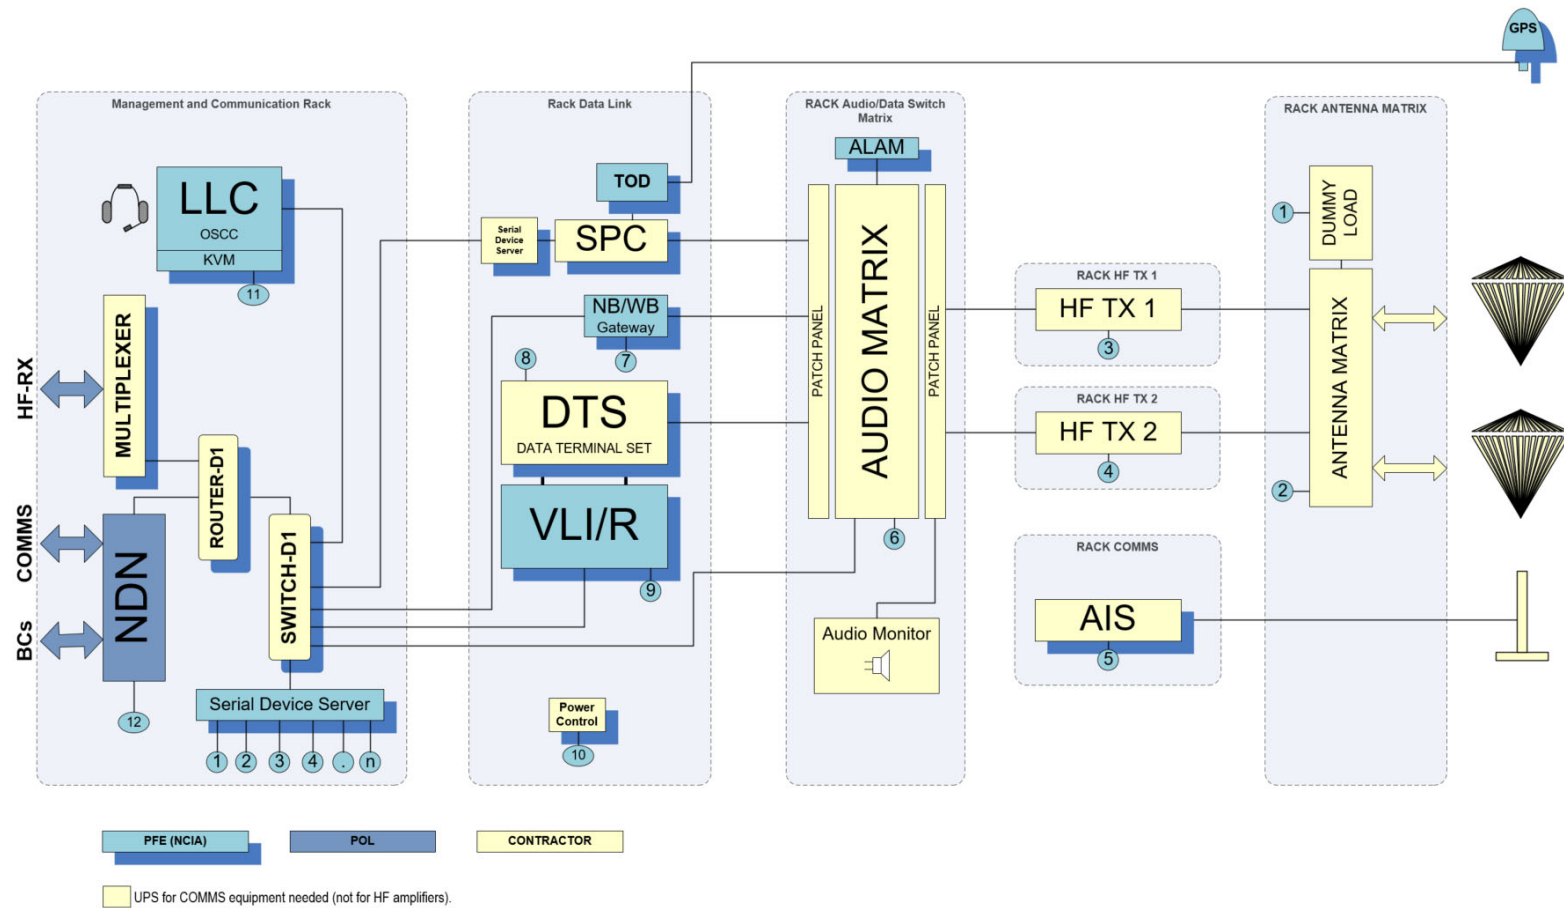 GPS
Management and Communication Rack
LLC
OSCC
KVM
11
MULTIPLEXER
HF-RX
ROUTER-D1
COMMS
NDN
BCs
12
SWITCH-D1
Serial Device Server
1
2
3
4
.
n
Rack Data Link
TOD
Serial
Device
Server
SPC
NB/WB
Gateway
7
8
DTS
DATA TERMINAL SET
VLI/R
9
Power
Control
10
RACK Audio/Data Switch
Matrix
ALAM
PATCH PANEL
AUDIO MATRIX
PATCH PANEL
6
Audio Monitor
RACK HF TX 1
HF TX 1
3
RACK HF TX 2
HF TX 2
4
RACK COMMS
AIS
5
RACK ANTENNA MATRIX
DUMMY
LOAD
1
ANTENNA MATRIX
2
PFE (NCIA)
POL
CONTRACTOR
UPS for COMMS equipment needed (not for HF amplifiers).